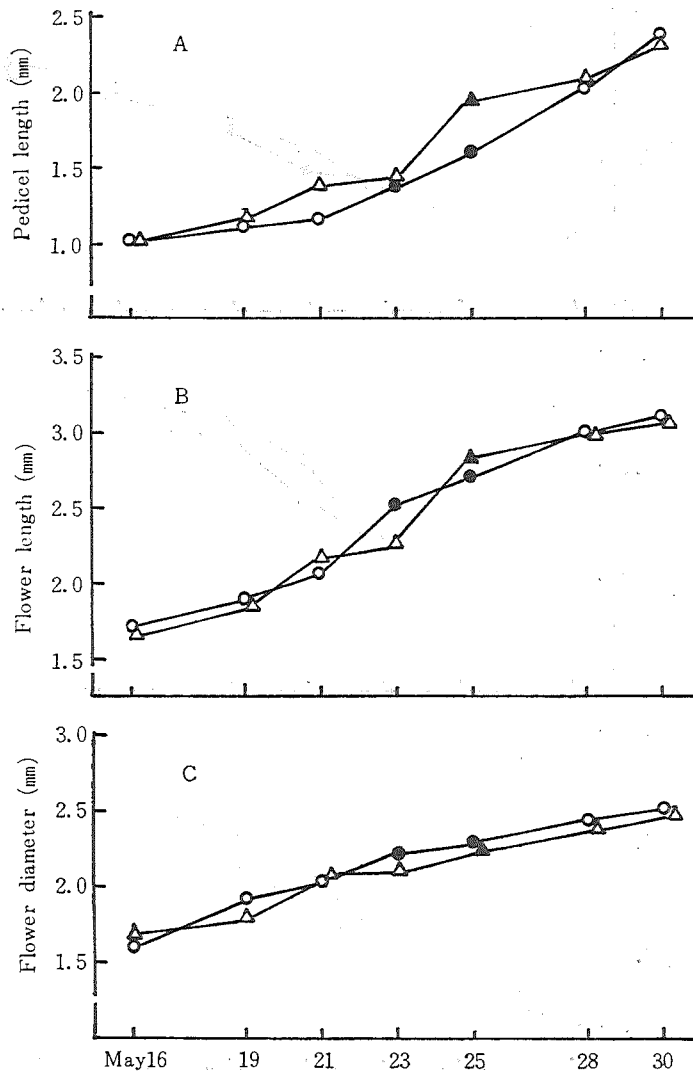 A
Pedicel length (mm)
2.5
2.0
1.5
1.0
B
Flower length (mm)
3.5
3.0
2.5
2.0
1.5
C
Flower diameter (mm)
3.0
2.5
2.0
1.5
May16 19 21 23 25 28 30